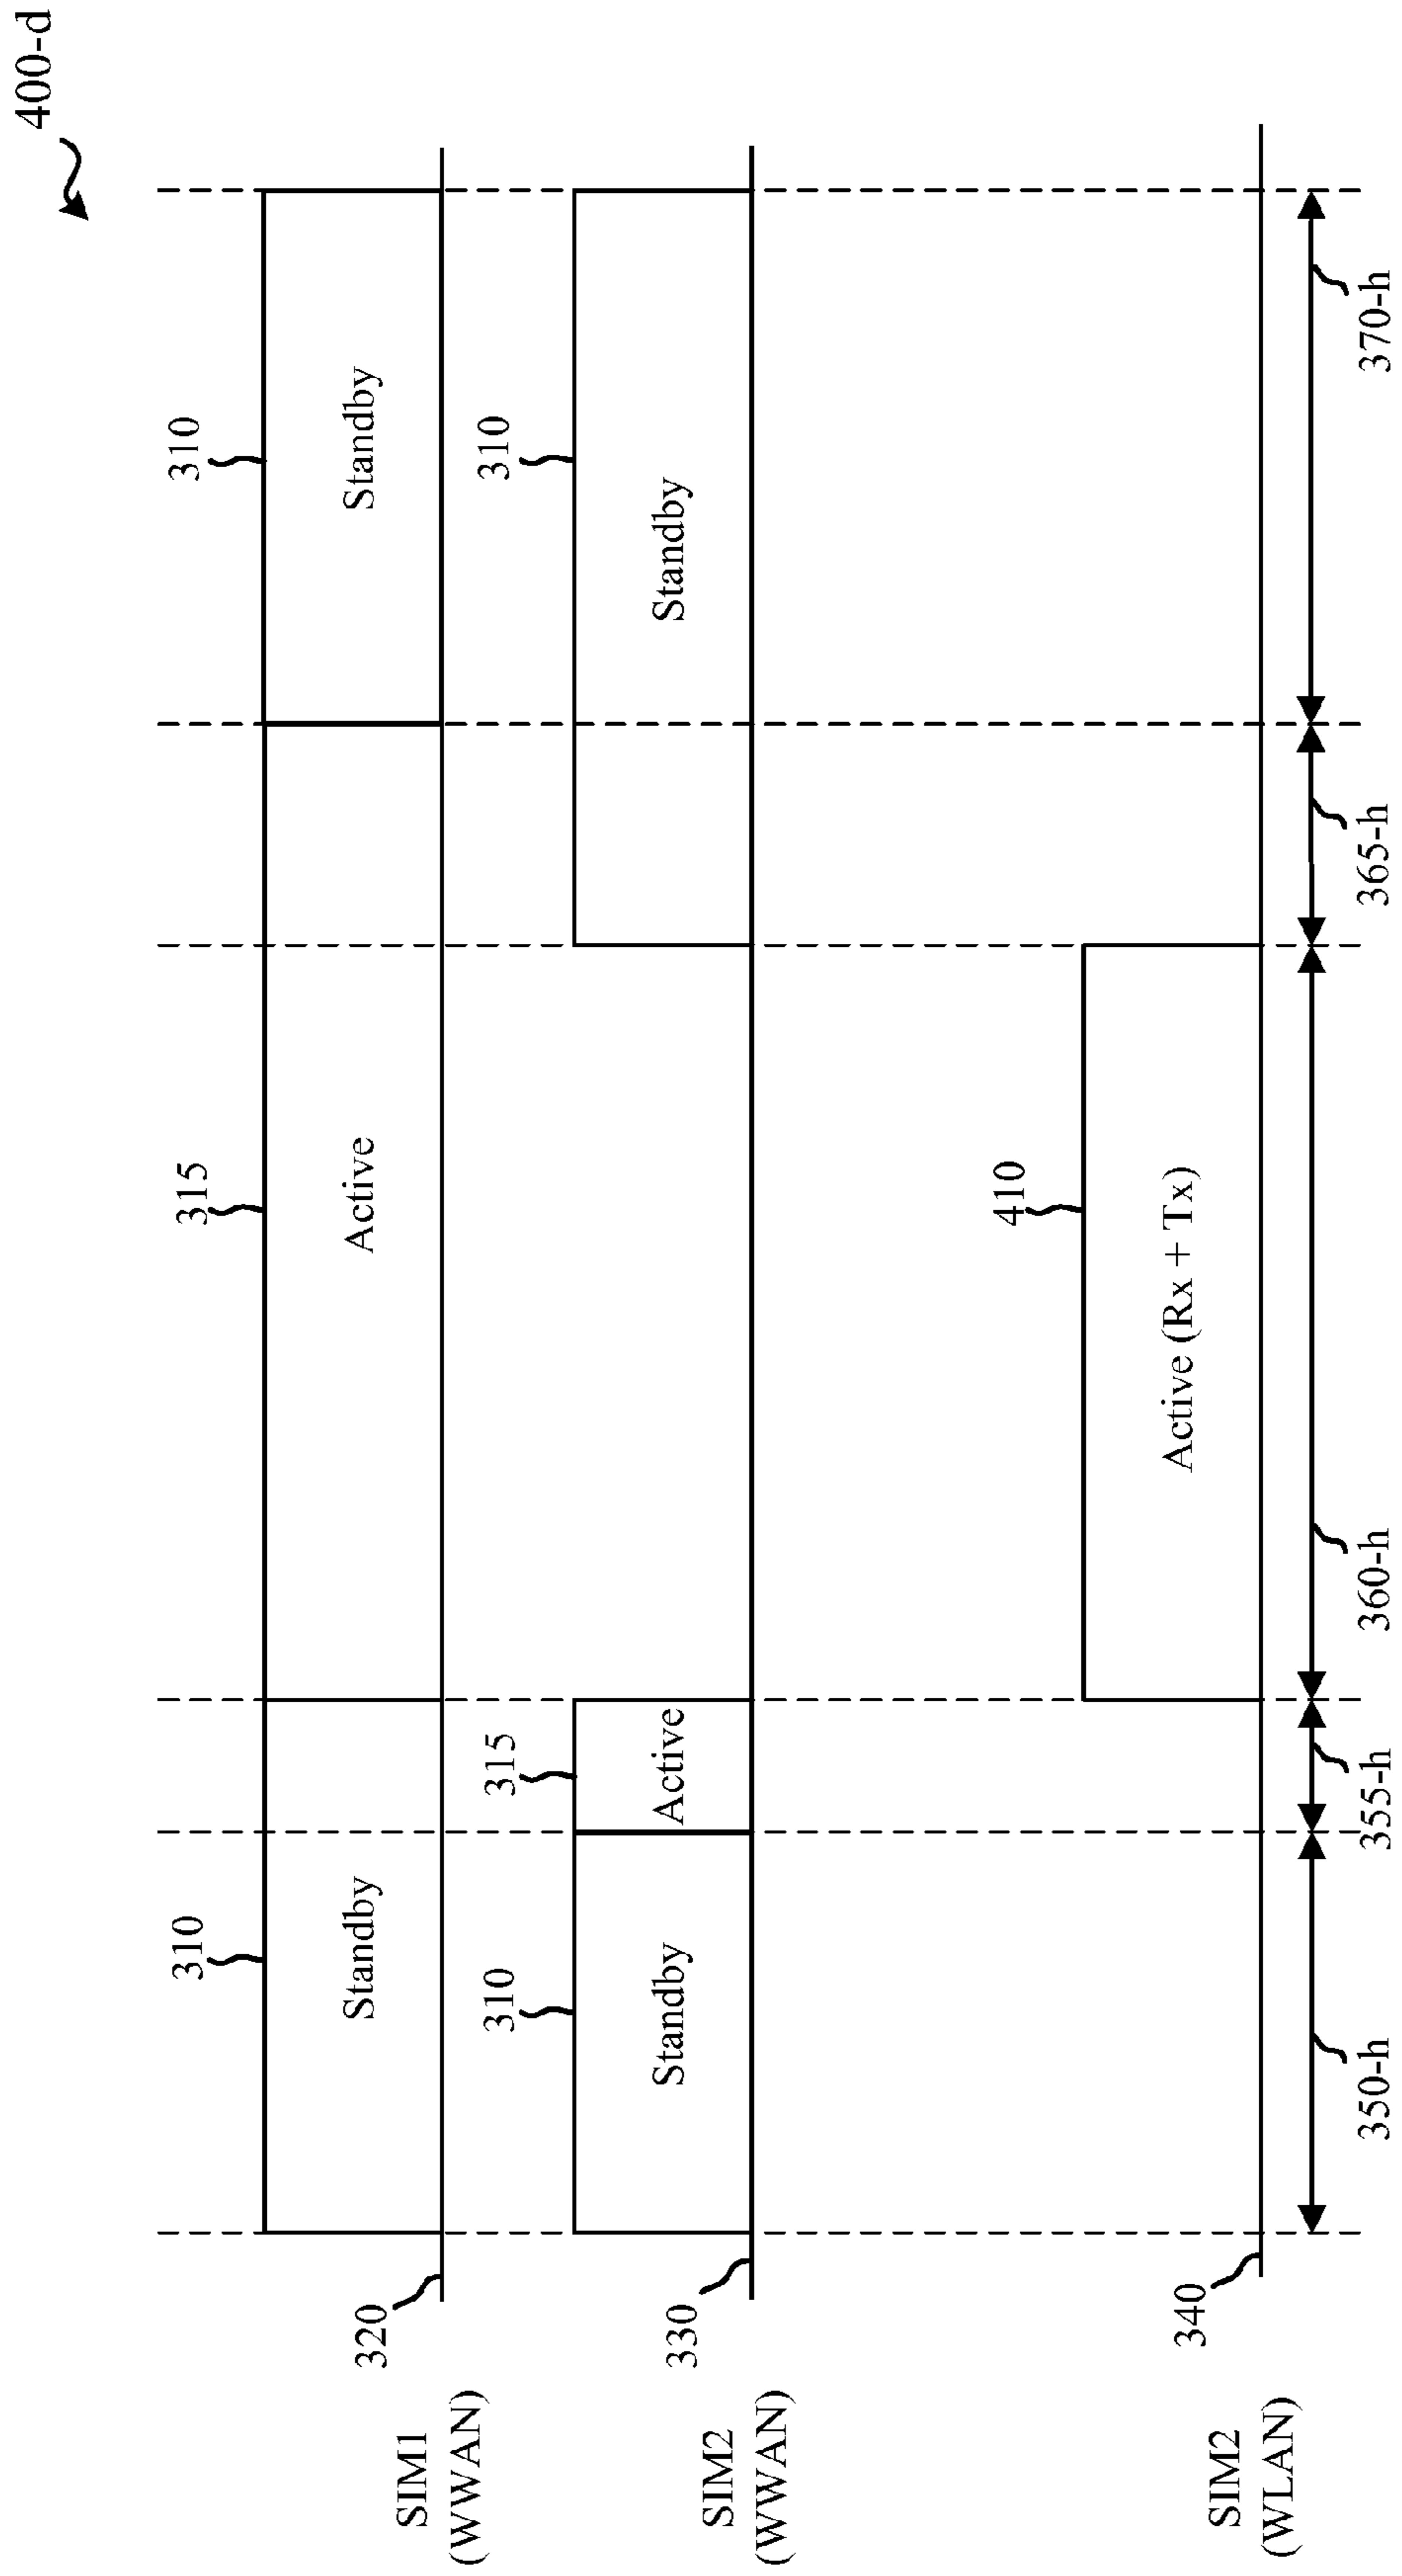 400-d
310
315
310
Standby
Active
Standby
320
SIM1
(WWAN)
310
315
310
Standby
Active
Standby
330
SIM2
(WWAN)
410
Active (Rx + Tx)
340
SIM2
(WLAN)
350-h
355-h
360-h
365-h
370-h